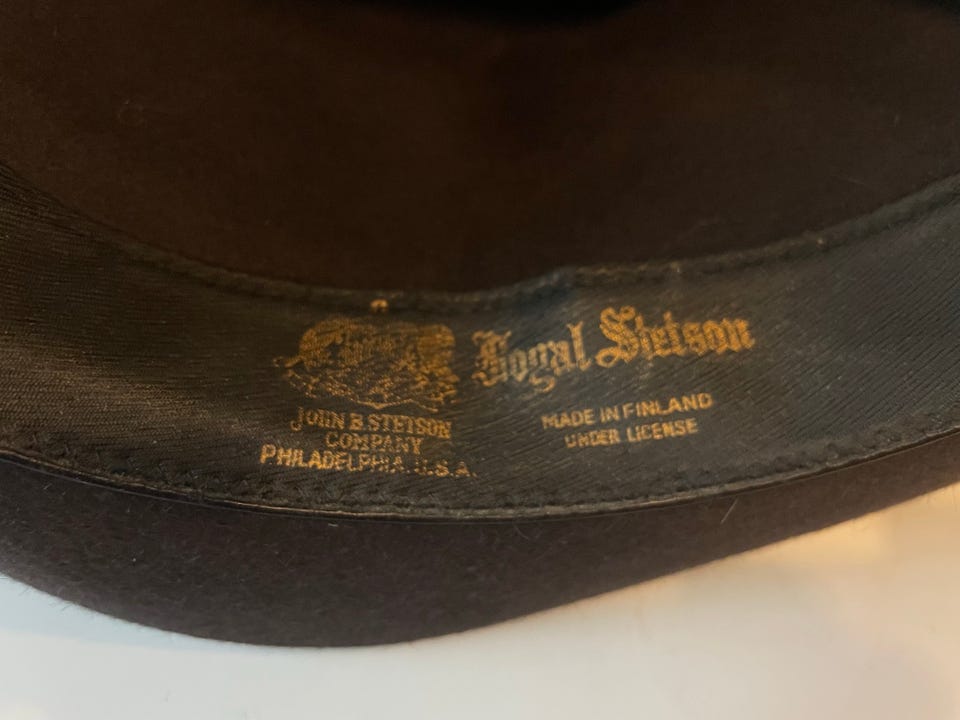 Royal Stetson
JOHN B. STETSON
COMPANY
PHILADELPHIA, U.S.A.
MADE IN FINLAND
UNDER LICENSE